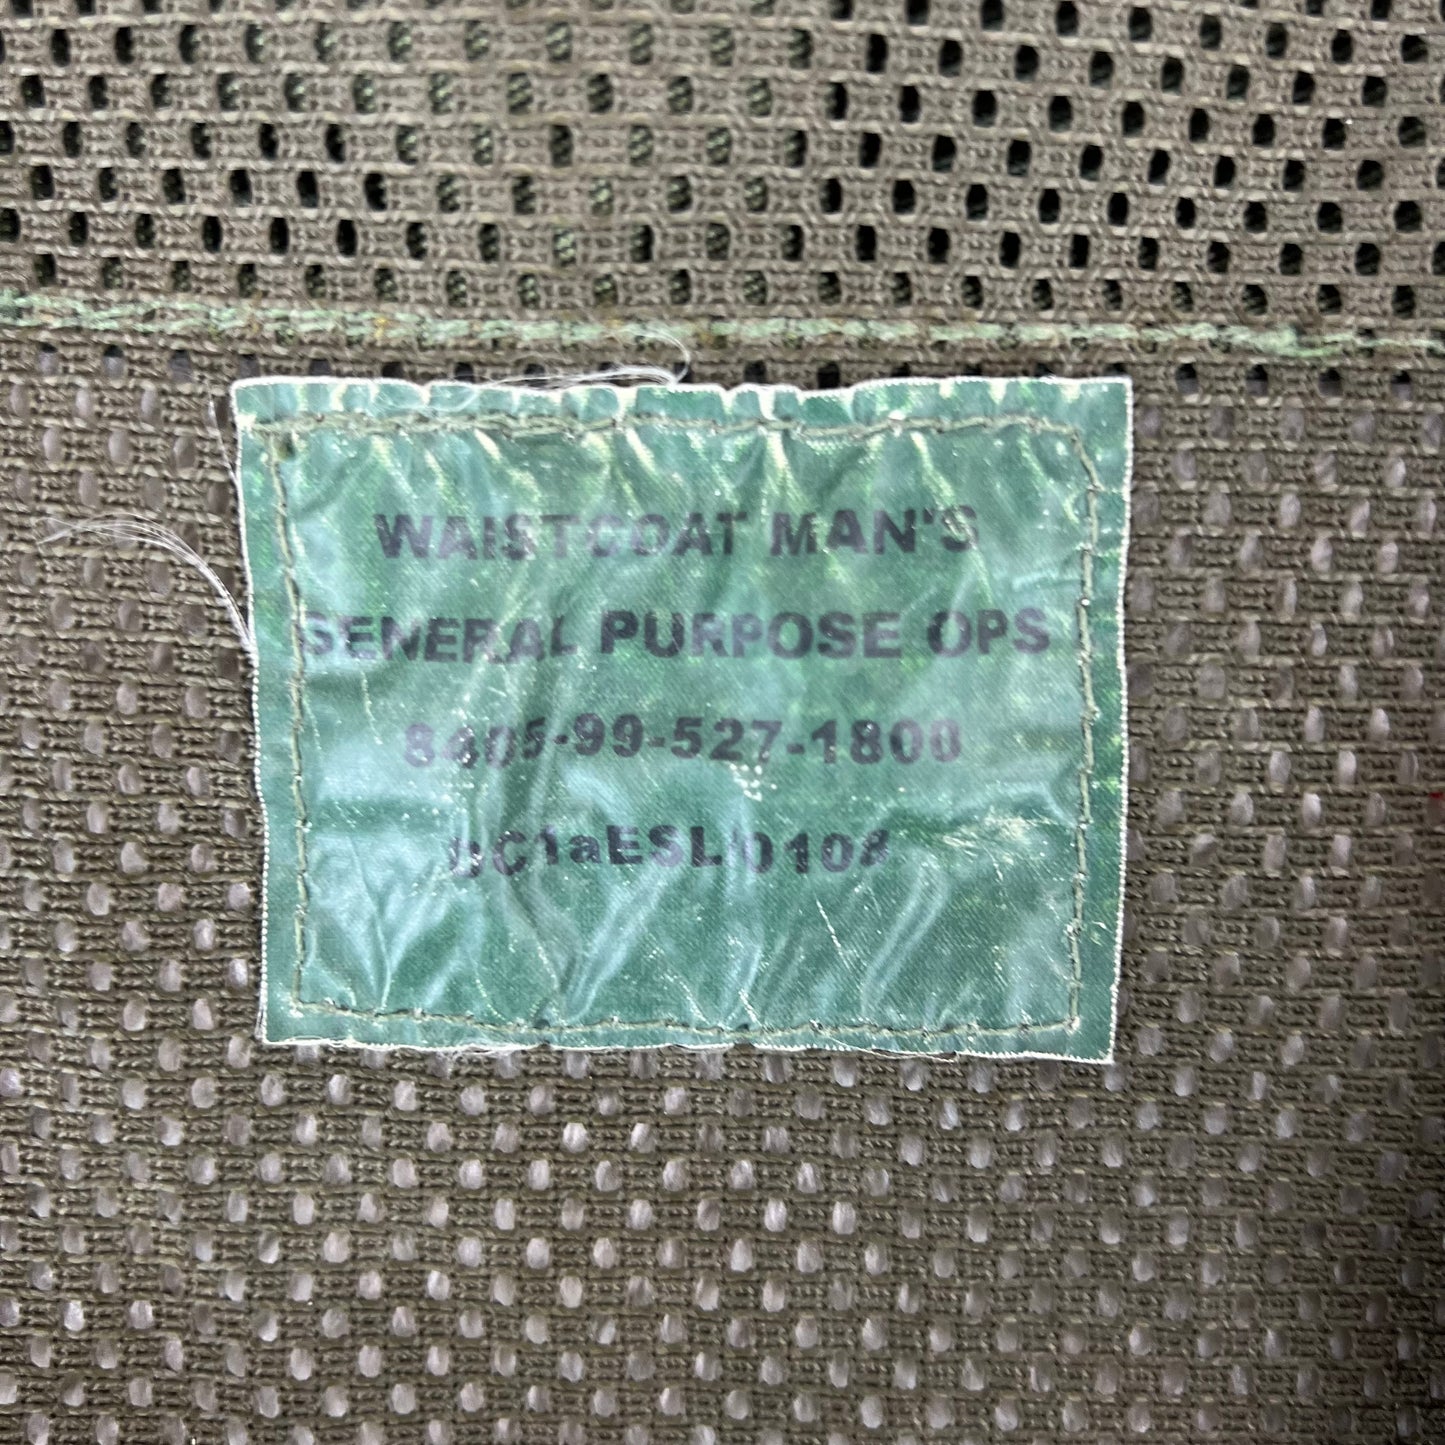 WAISTCOAT MAN'S
GENERAL PURPOSE OPS
8405-99-527-1800